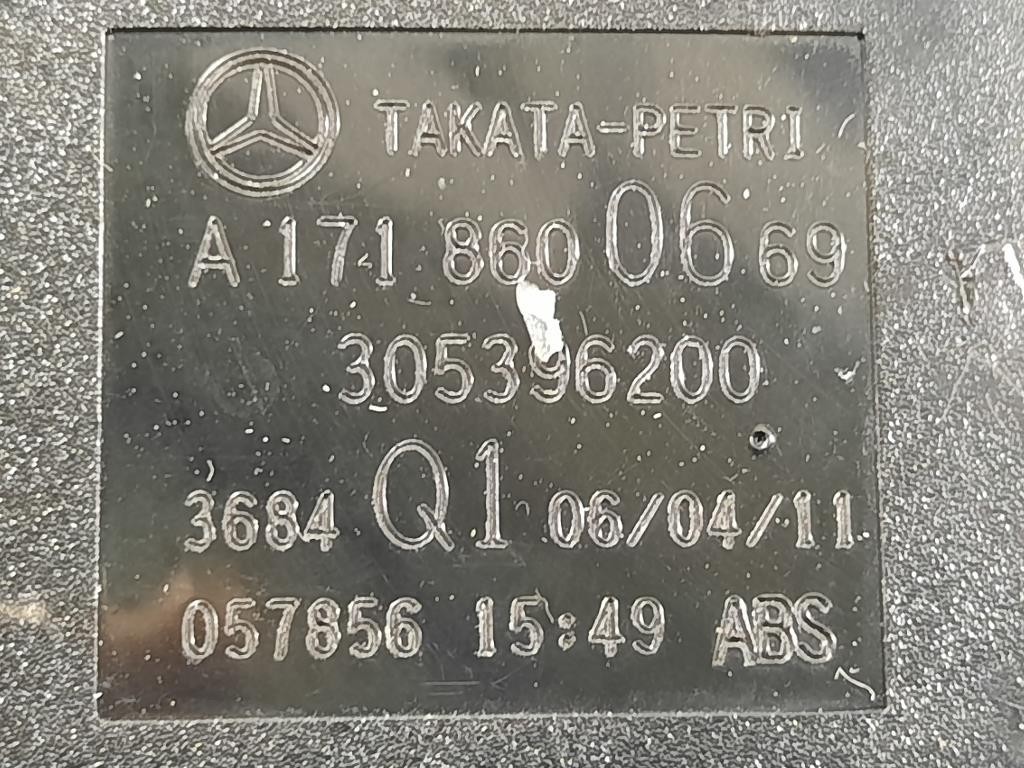 TAKATA-PETRI
A 171 860 06 69
305396200
3684 Q1 06/04/11
057856 15:49 ABS